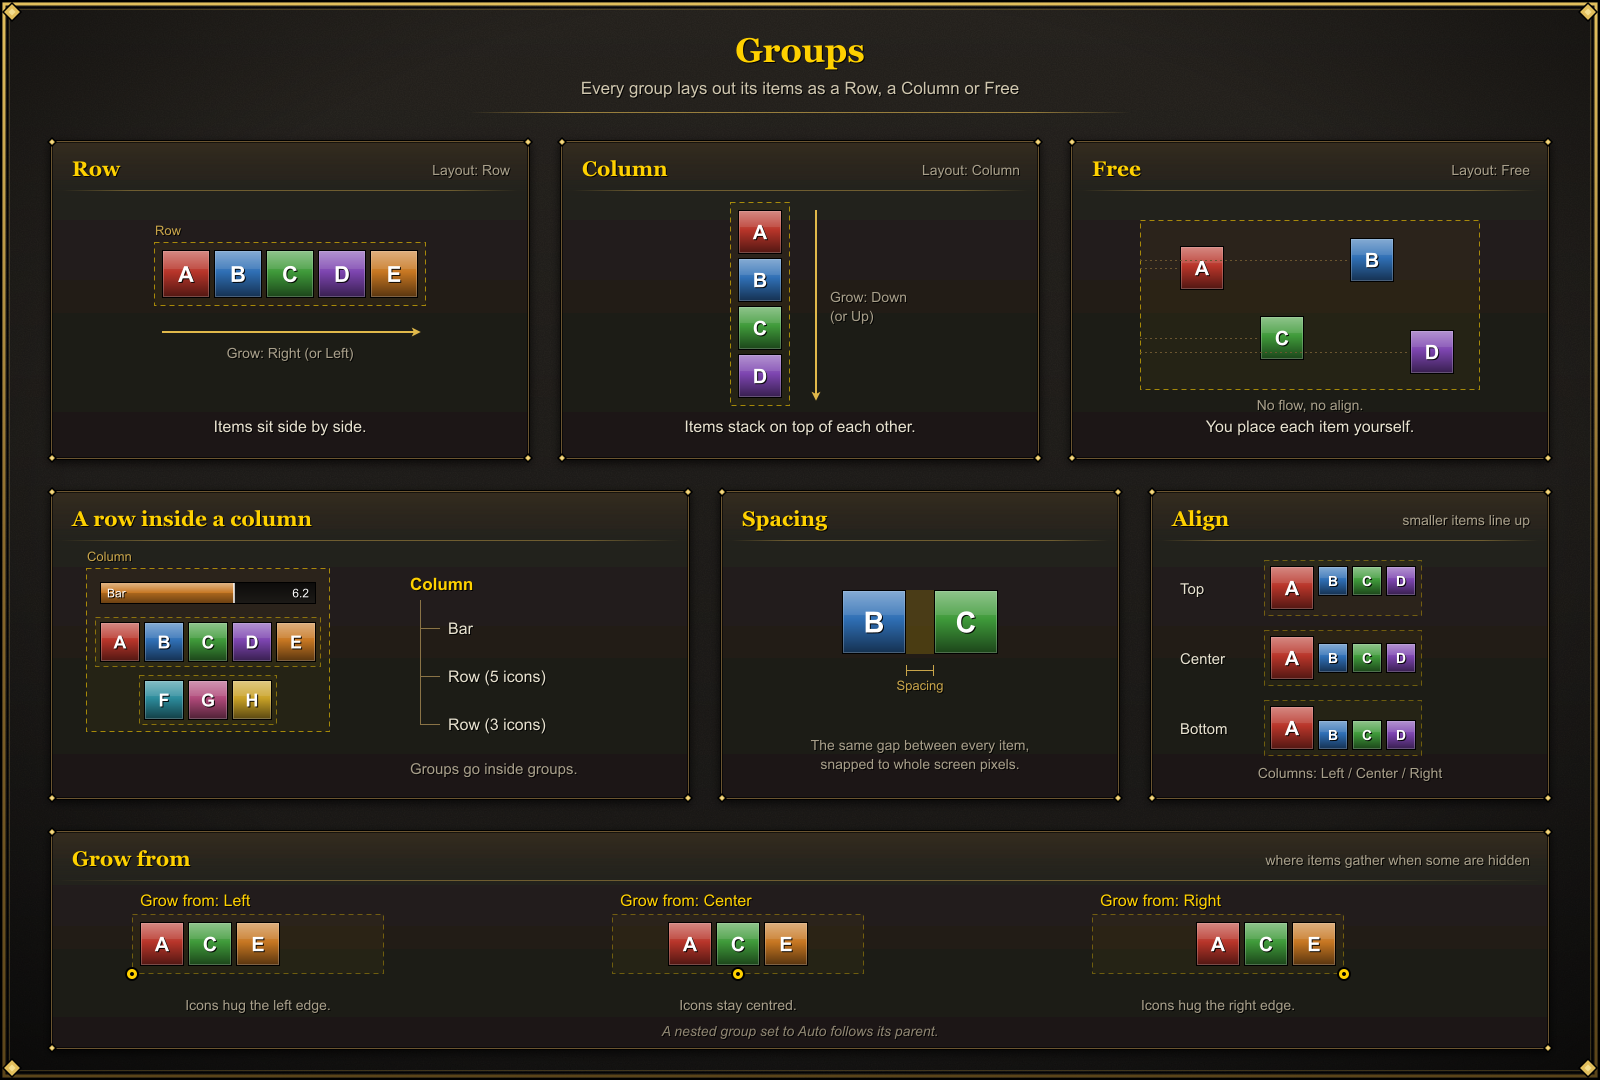 Groups
Every group lays out its items as a Row, a Column or Free
Row
Layout: Row
Row
A B C D E
Grow: Right (or Left)
Items sit side by side.
Column
Layout: Column
A
B
C
D
Grow: Down
(or Up)
Items stack on top of each other.
Free
Layout: Free
A
B
C
D
No flow, no align.
You place each item yourself.
A row inside a column
Column
Bar 6.2
A B C D E
F G H
Column
Bar
Row (5 icons)
Row (3 icons)
Groups go inside groups.
Spacing
B C
Spacing
The same gap between every item,
snapped to whole screen pixels.
Align
smaller items line up
Top A B C D
Center A B C D
Bottom A B C D
Columns: Left / Center / Right
Grow from
where items gather when some are hidden
Grow from: Left
A C E
Icons hug the left edge.
Grow from: Center
A C E
Icons stay centred.
Grow from: Right
A C E
Icons hug the right edge.
A nested group set to Auto follows its parent.